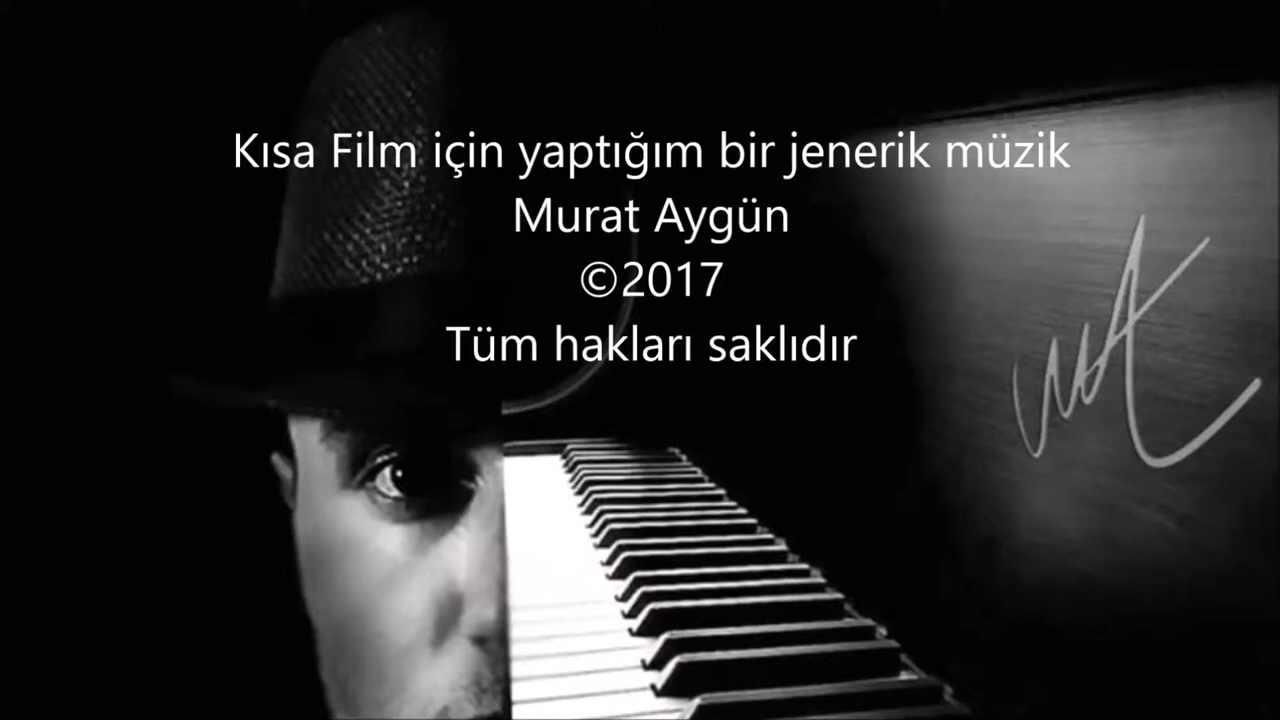 Kısa Film için yaptığım bir jenerik müzik
Murat Aygün
©2017
Tüm hakları saklıdır